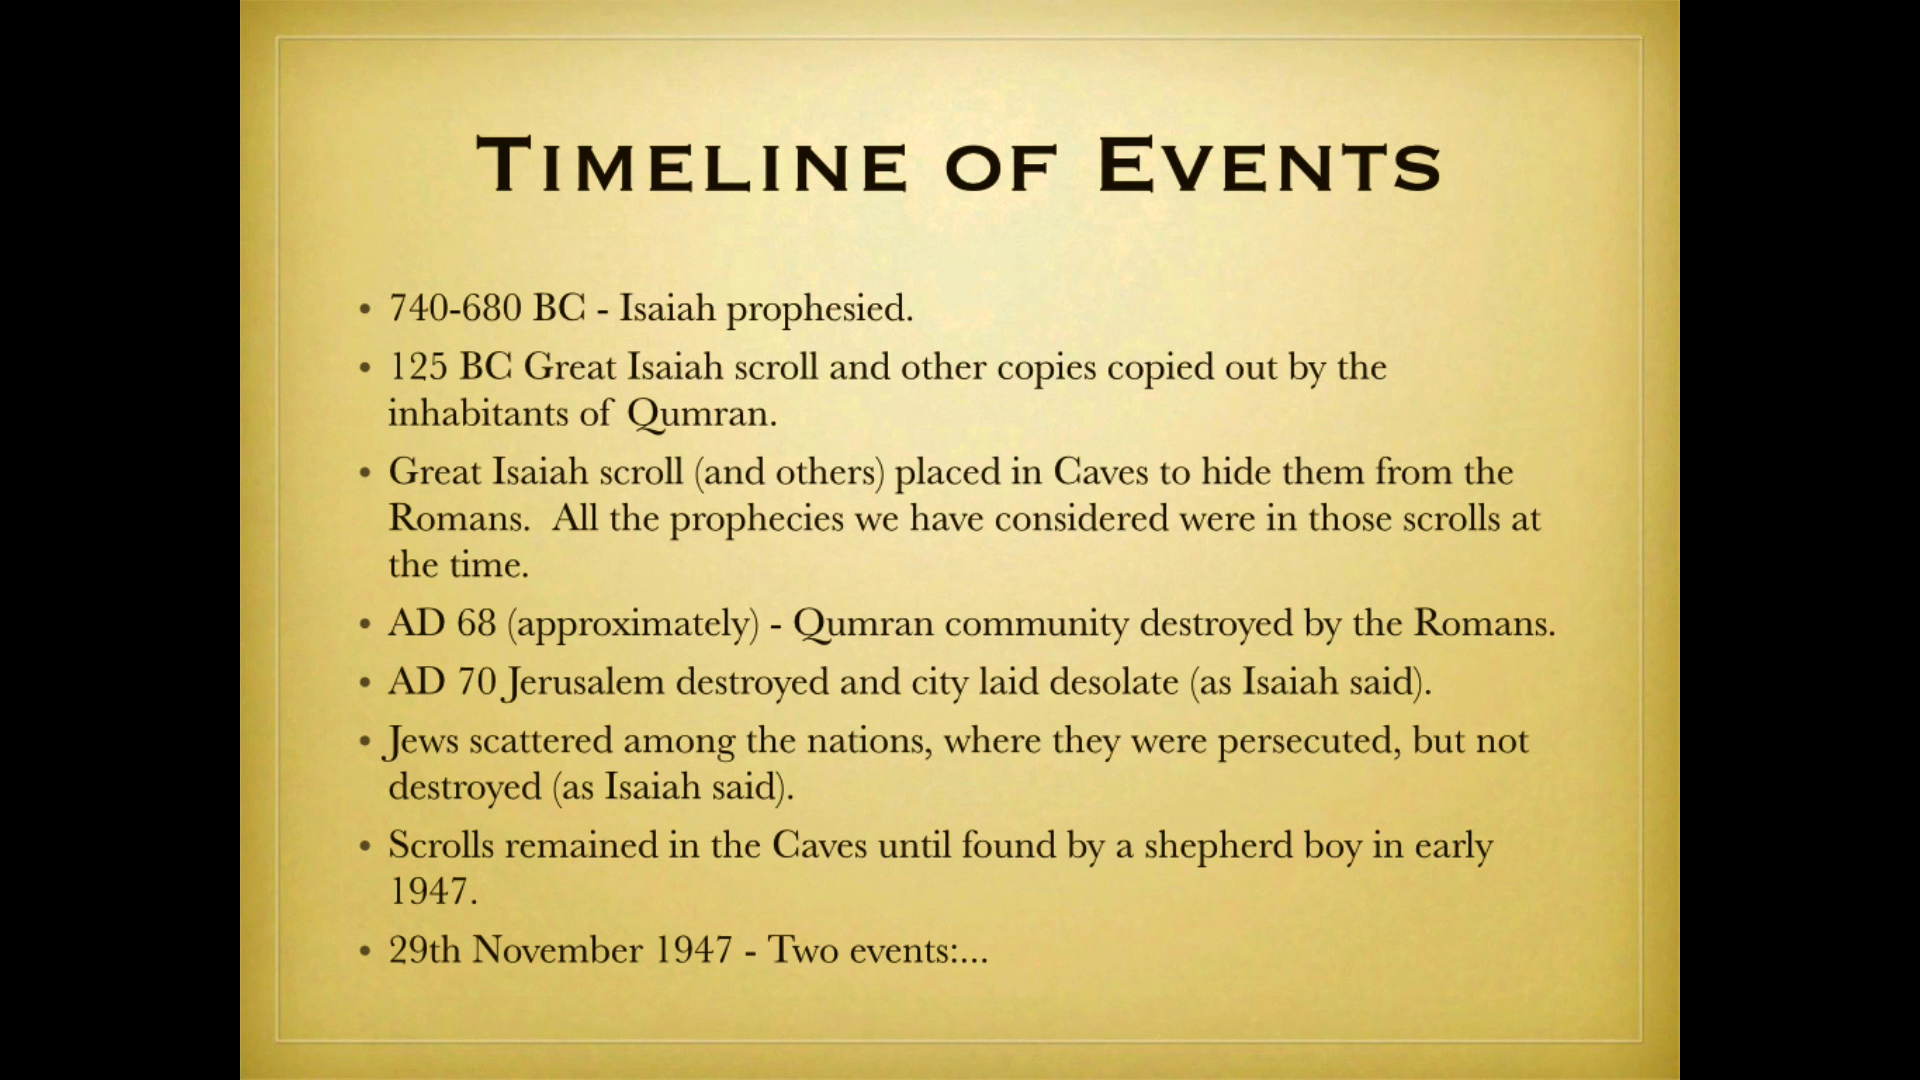 Timeline of Events
• 740-680 BC - Isaiah prophesied.
• 125 BC Great Isaiah scroll and other copies copied out by the
inhabitants of Qumran.
• Great Isaiah scroll (and others) placed in Caves to hide them from the
Romans.  All the prophecies we have considered were in those scrolls at
the time.
• AD 68 (approximately) - Qumran community destroyed by the Romans.
• AD 70 Jerusalem destroyed and city laid desolate (as Isaiah said).
• Jews scattered among the nations, where they were persecuted, but not
destroyed (as Isaiah said).
• Scrolls remained in the Caves until found by a shepherd boy in early
1947.
• 29th November 1947 - Two events:...